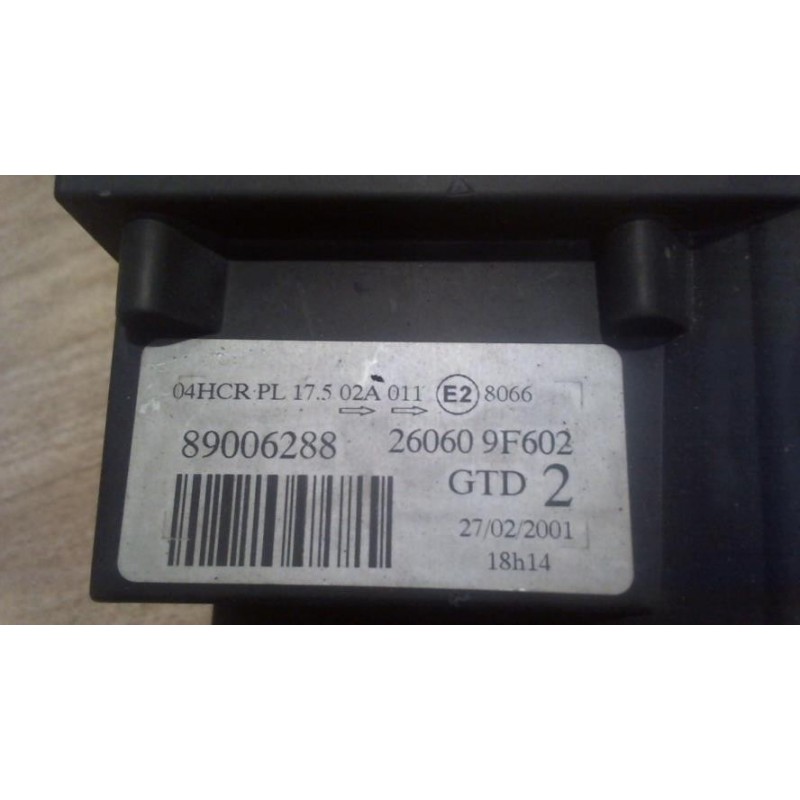 04HCR PL 17.5 02A 011 E2 8066
89006288 26060 9F602
GTD 2
27/02/2001
18h14